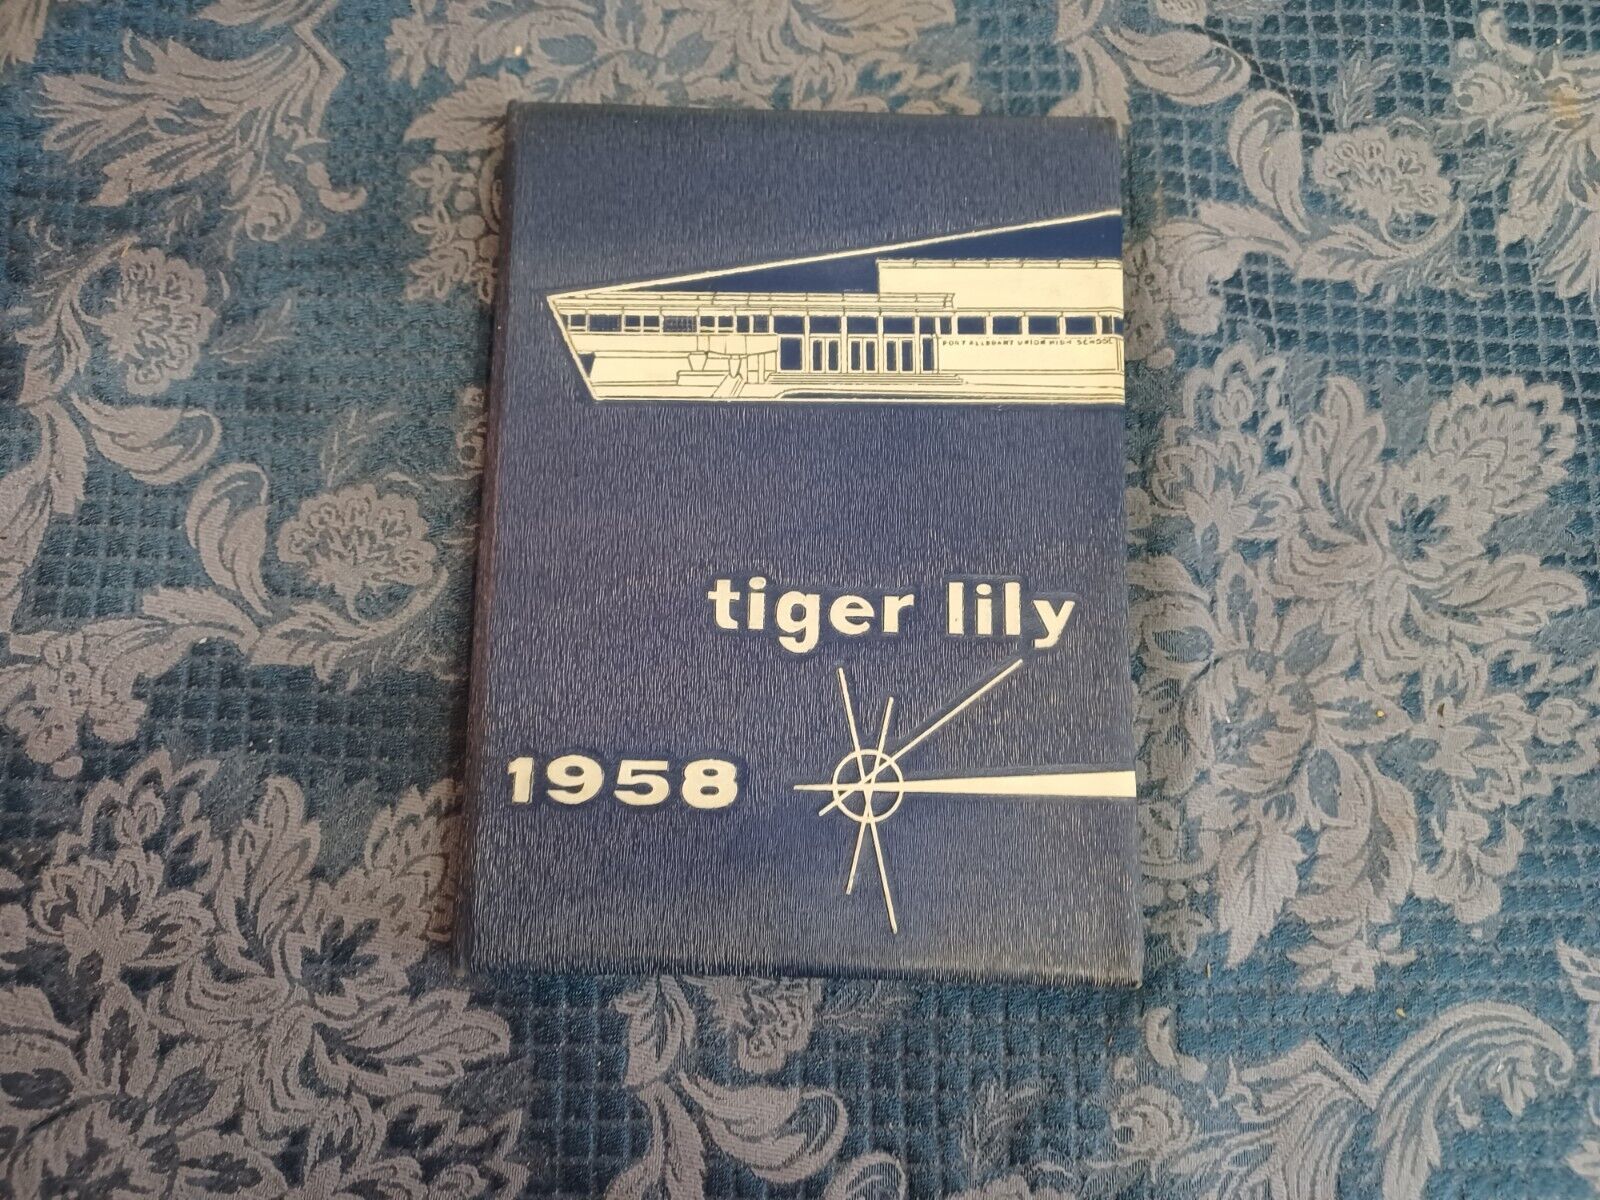 PORT ALLEGANY UNION HIGH SCHOOL
tiger lily
1958